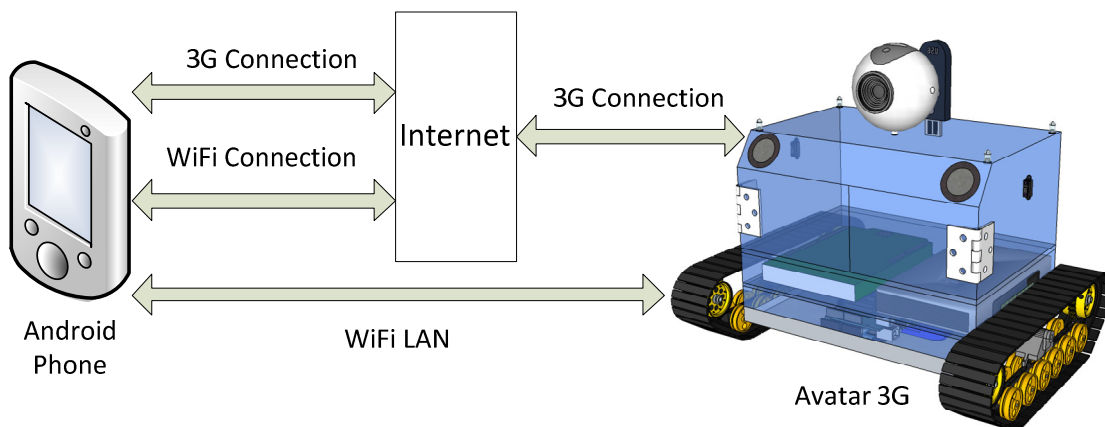 3G Connection
WiFi Connection
Internet
3G Connection
WiFi LAN
Android
Phone
Avatar 3G